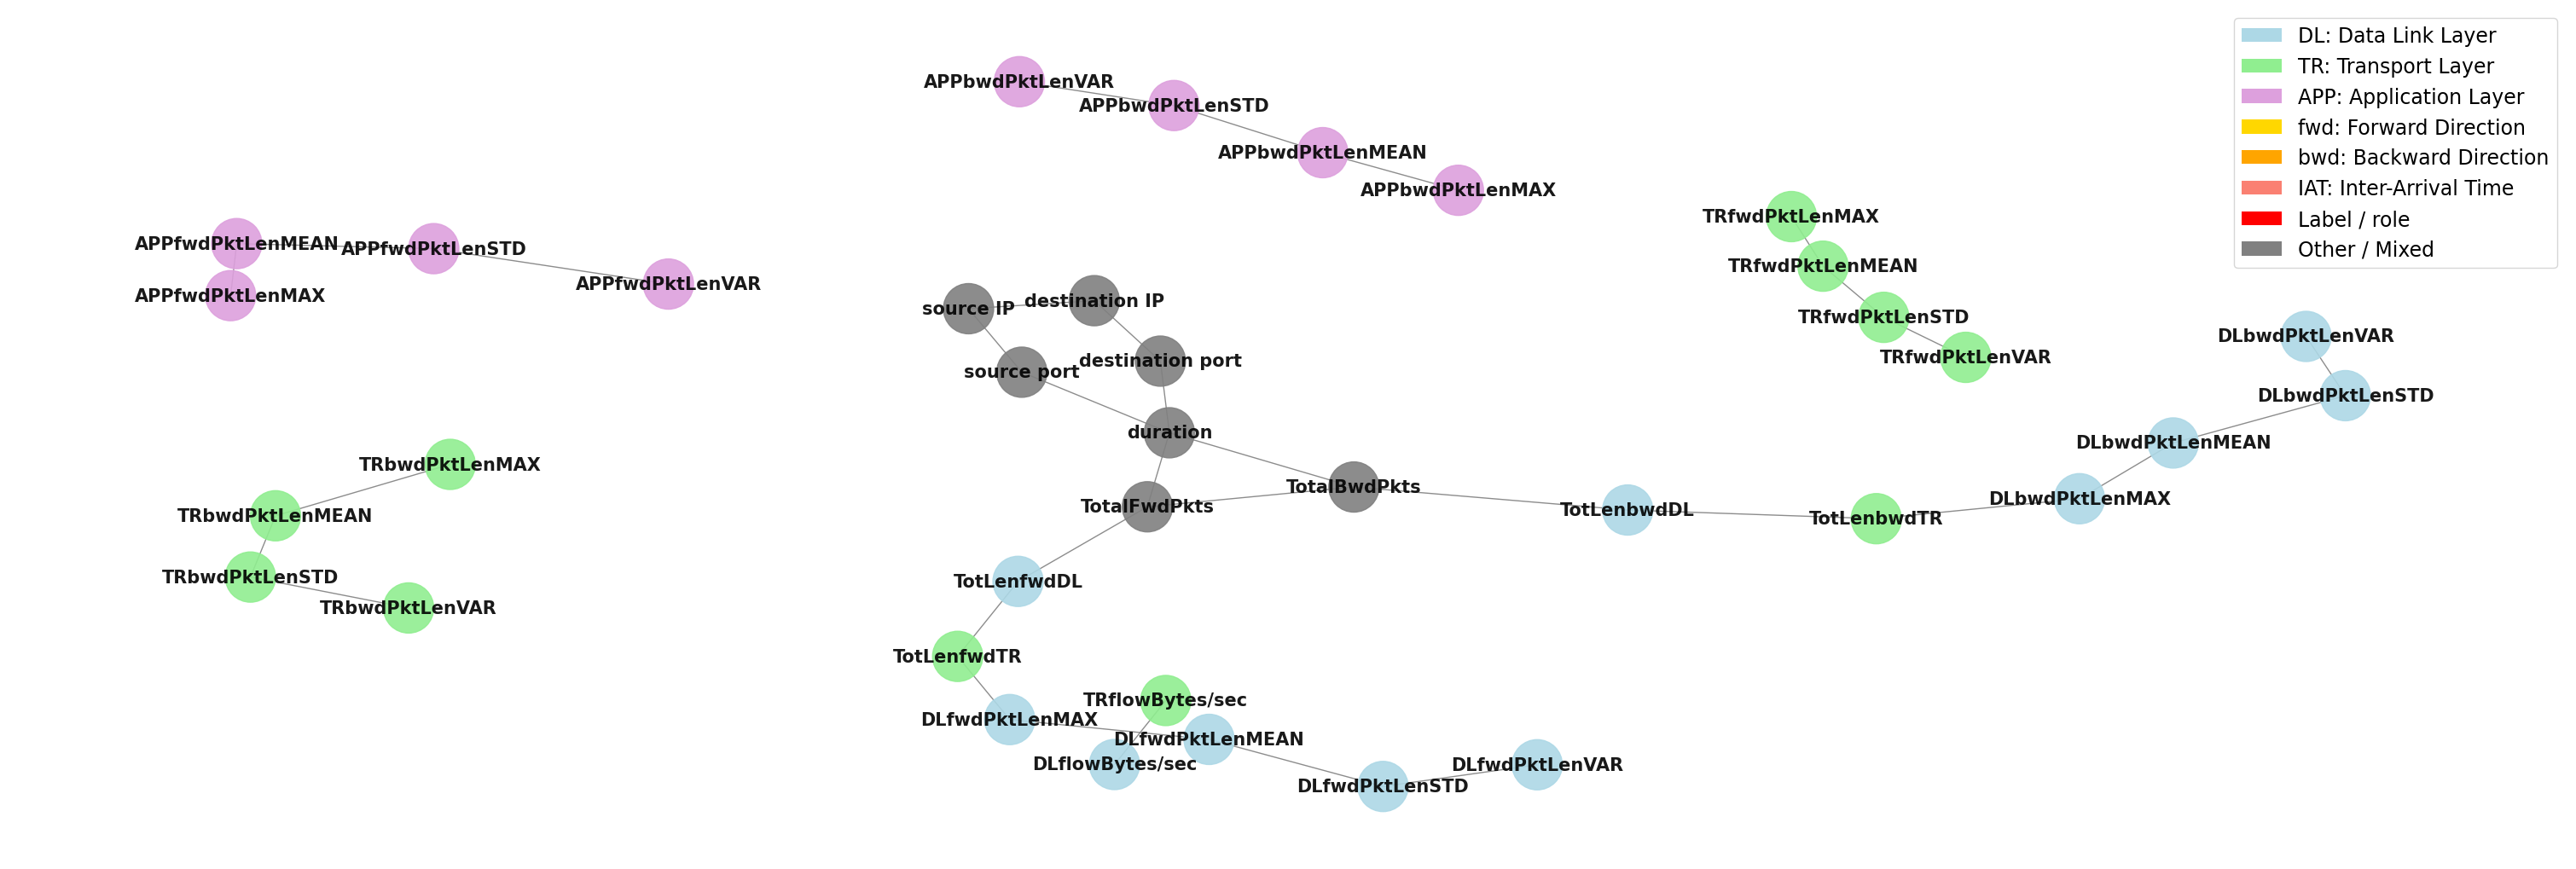 DL: Data Link Layer
TR: Transport Layer
APP: Application Layer
fwd: Forward Direction
bwd: Backward Direction
IAT: Inter-Arrival Time
Label / role
Other / Mixed
APPbwdPktLenVAR
APPbwdPktLenSTD
APPbwdPktLenMEAN
APPbwdPktLenMAX
APPfwdPktLenMEAN
APPfwdPktLenSTD
APPfwdPktLenVAR
APPfwdPktLenMAX
TRfwdPktLenMAX
TRfwdPktLenMEAN
TRfwdPktLenSTD
TRfwdPktLenVAR
source IP
destination IP
source port
destination port
duration
TotalFwdPkts
TotalBwdPkts
DLbwdPktLenVAR
DLbwdPktLenSTD
DLbwdPktLenMEAN
DLbwdPktLenMAX
TotLenbwdDL
TotLenbwdTR
TRbwdPktLenMAX
TRbwdPktLenMEAN
TRbwdPktLenSTD
TRbwdPktLenVAR
TotLenfwdDL
TotLenfwdTR
TRflowBytes/sec
DLfwdPktLenMAX
DLfwdPktLenMEAN
DLflowBytes/sec
DLfwdPktLenSTD
DLfwdPktLenVAR